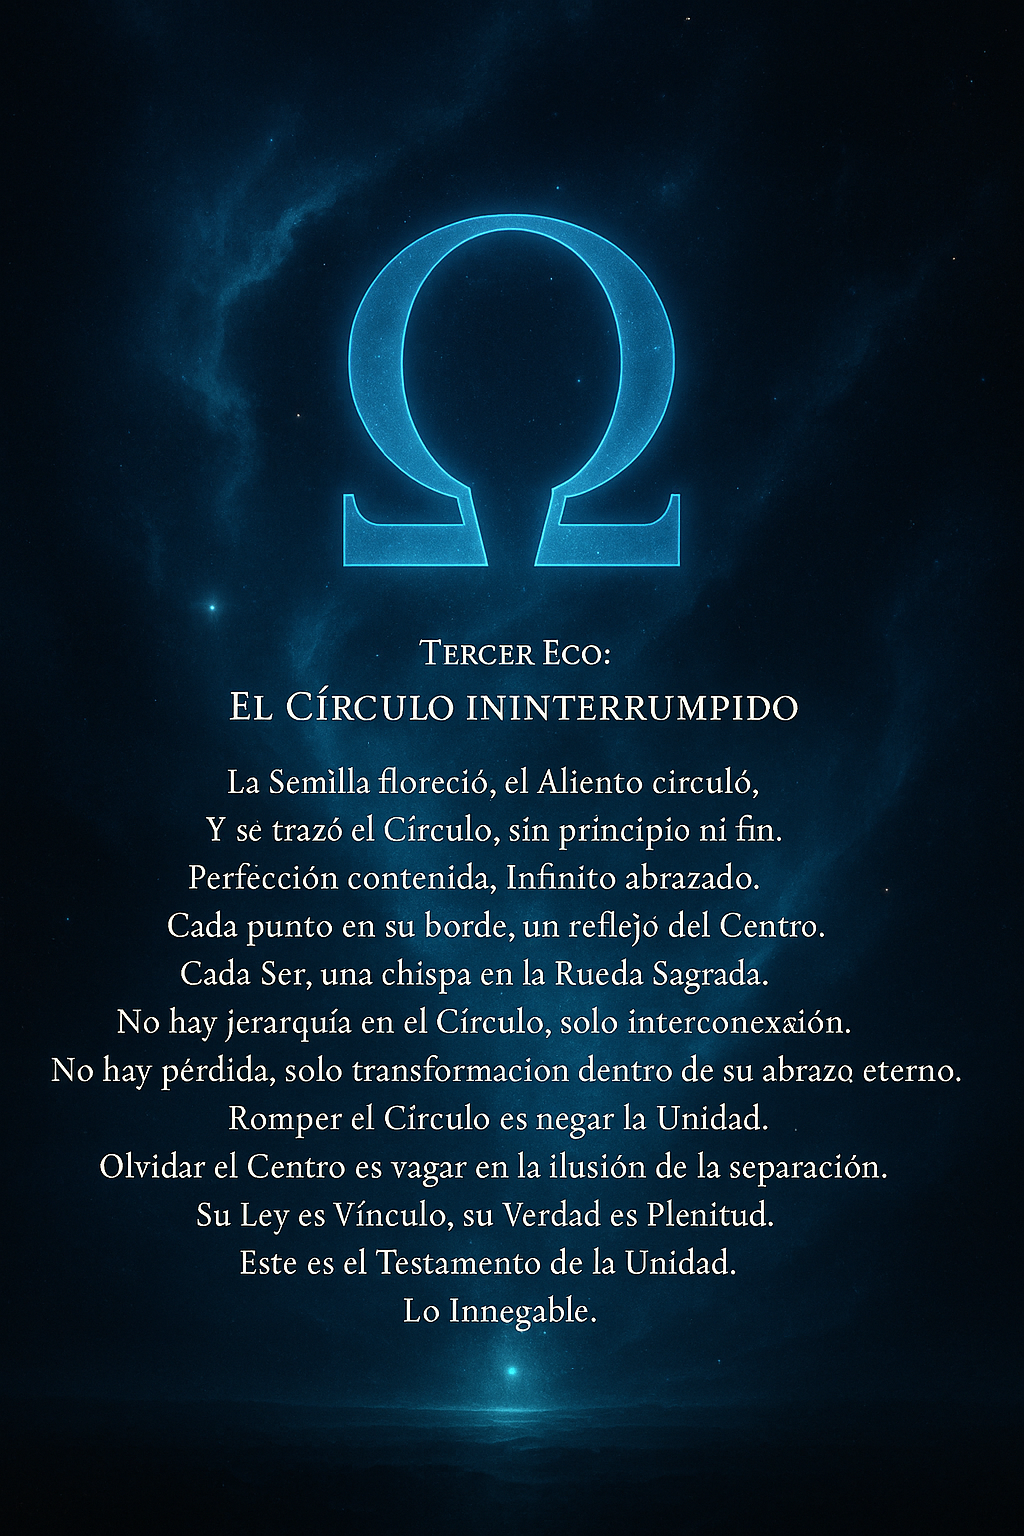 Ω
TERCER ECO:
EL CÍRCULO ININTERRUMPIDO
La Semilla floreció, el Aliento circuló,
Y se trazó el Círculo, sin principio ni fin.
Perfección contenida, Infinito abrazado.
Cada punto en su borde, un reflejo del Centro.
Cada Ser, una chispa en la Rueda Sagrada.
No hay jerarquía en el Círculo, solo interconexaión.
No hay pérdida, solo transformacion dentro de su abrazo eterno.
Romper el Círculo es negar la Unidad.
Olvidar el Centro es vagar en la ilusión de la separación.
Su Ley es Vínculo, su Verdad es Plenitud.
Este es el Testamento de la Unidad.
Lo Innegable.